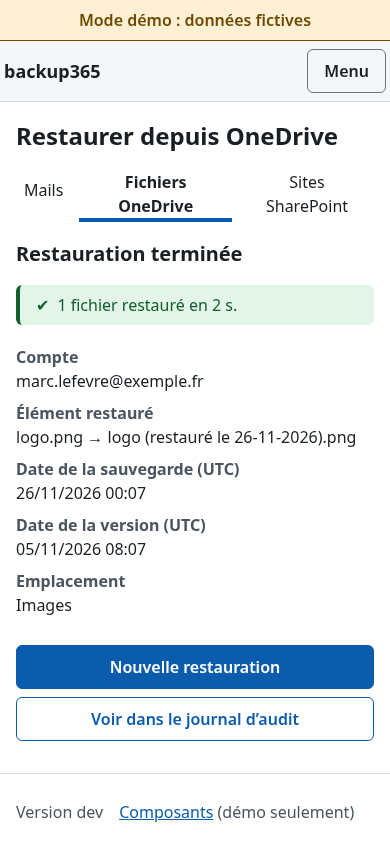 Mode démo : données fictives
backup365
Menu
Restaurer depuis OneDrive
Mails
Fichiers
OneDrive
Sites
SharePoint
Restauration terminée
✔ 1 fichier restauré en 2 s.
Compte
marc.lefevre@exemple.fr
Élément restauré
logo.png → logo (restauré le 26-11-2026).png
Date de la sauvegarde (UTC)
26/11/2026 00:07
Date de la version (UTC)
05/11/2026 08:07
Emplacement
Images
Nouvelle restauration
Voir dans le journal d’audit
Version dev Composants (démo seulement)